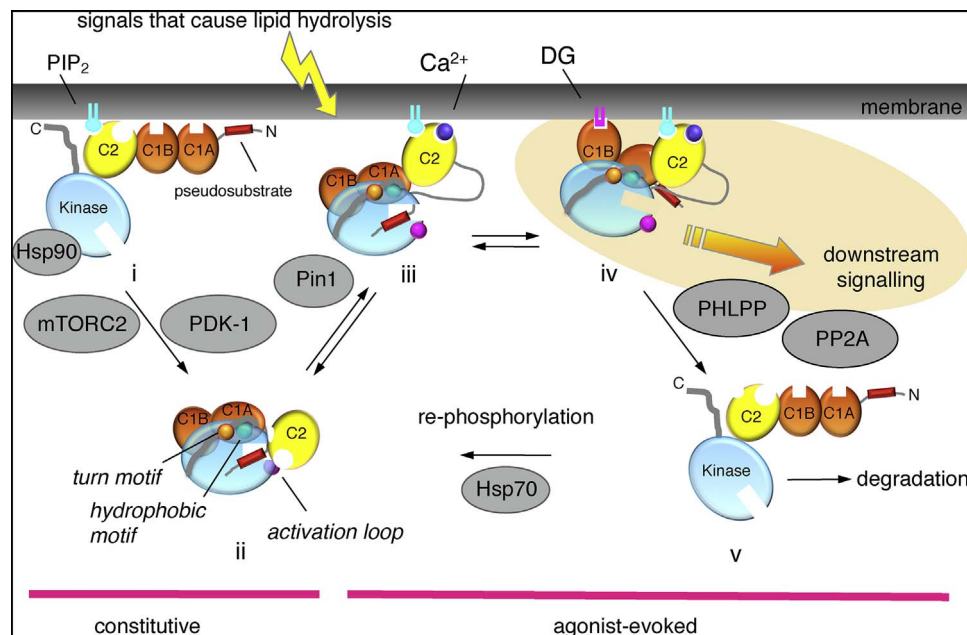 signals that cause lipid hydrolysis
PIP2
Ca2+
DG
membrane
C
N
C2
C1B
C1A
pseudosubstrate
Kinase
Hsp90
i
C1B
C1A
C2
iii
C1B
C2
iv
downstream
signalling
Pin1
mTORC2
PDK-1
PHLPP
PP2A
C1B
C1A
C2
turn motif
hydrophobic
motif
activation loop
ii
re-phosphorylation
Hsp70
C
N
C2
C1B
C1A
Kinase
degradation
v
constitutive
agonist-evoked